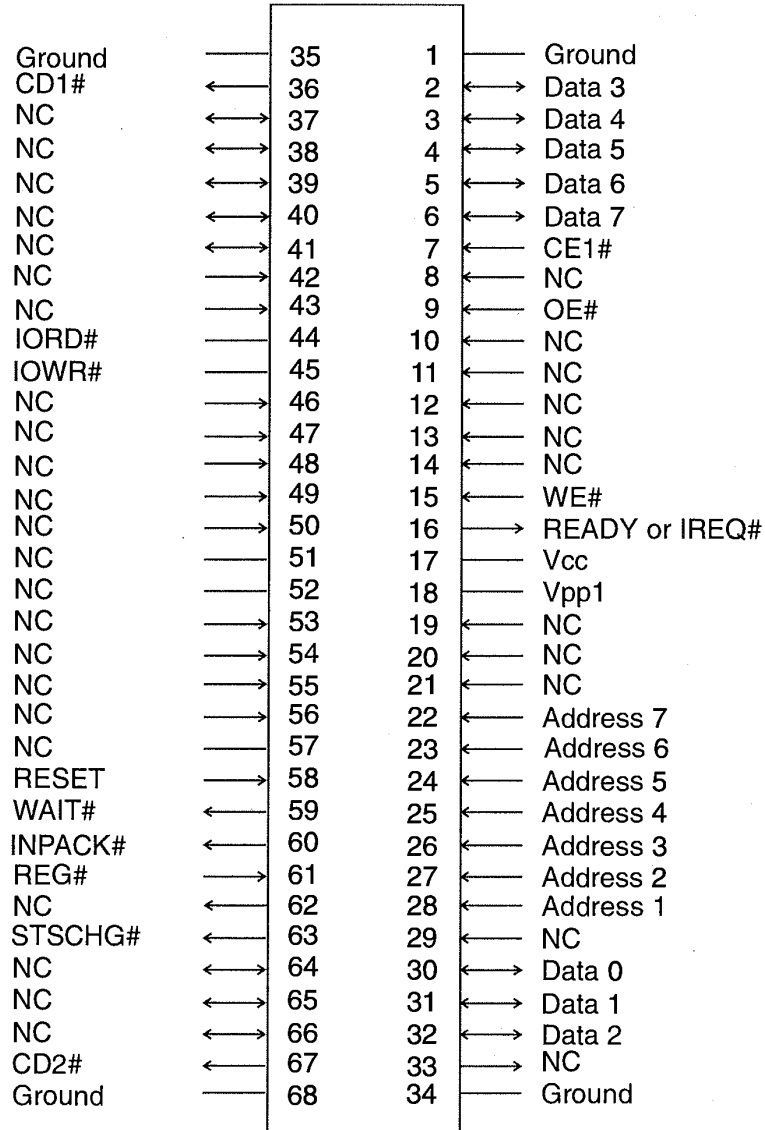 Ground 35 1 Ground
CD1# 36 2 Data 3
NC 37 3 Data 4
NC 38 4 Data 5
NC 39 5 Data 6
NC 40 6 Data 7
NC 41 7 CE1#
NC 42 8 NC
NC 43 9 OE#
IORD# 44 10 NC
IOWR# 45 11 NC
NC 46 12 NC
NC 47 13 NC
NC 48 14 NC
NC 49 15 WE#
NC 50 16 READY or IREQ#
NC 51 17 Vcc
NC 52 18 Vpp1
NC 53 19 NC
NC 54 20 NC
NC 55 21 NC
NC 56 22 Address 7
NC 57 23 Address 6
RESET 58 24 Address 5
WAIT# 59 25 Address 4
INPACK# 60 26 Address 3
REG# 61 27 Address 2
NC 62 28 Address 1
STSCHG# 63 29 NC
NC 64 30 Data 0
NC 65 31 Data 1
NC 66 32 Data 2
CD2# 67 33 NC
Ground 68 34 Ground